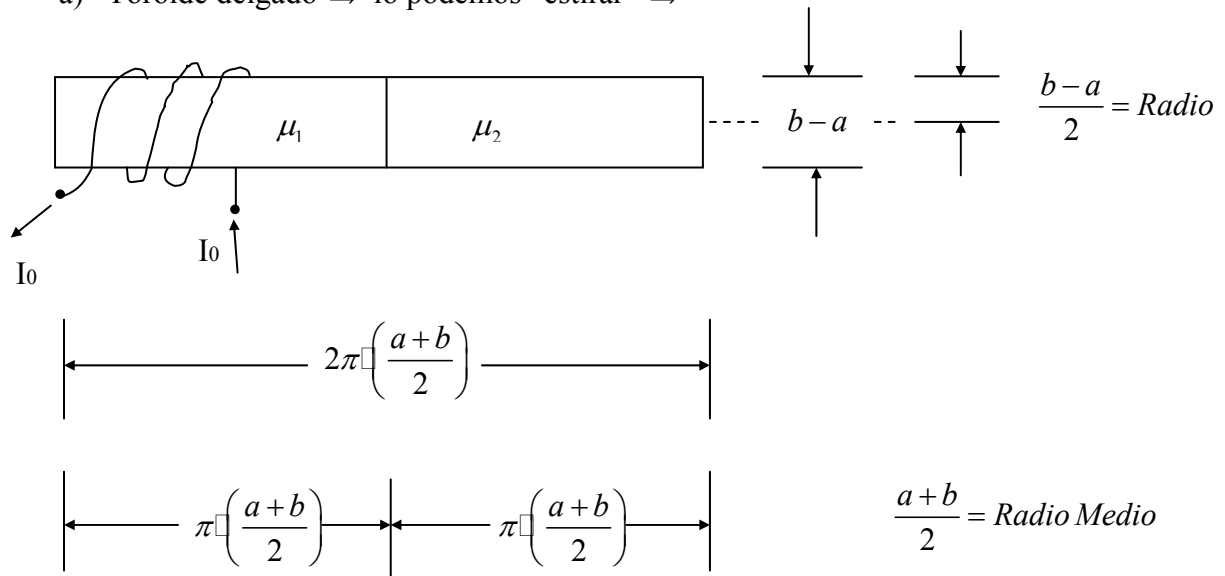 a) Toroide delgado → lo podemos "estirar" →
b − a
(b − a)/2 = Radio
μ1 μ2
I0
I0
2π□((a + b)/2)
π□((a + b)/2) π□((a + b)/2)
(a + b)/2 = Radio Medio